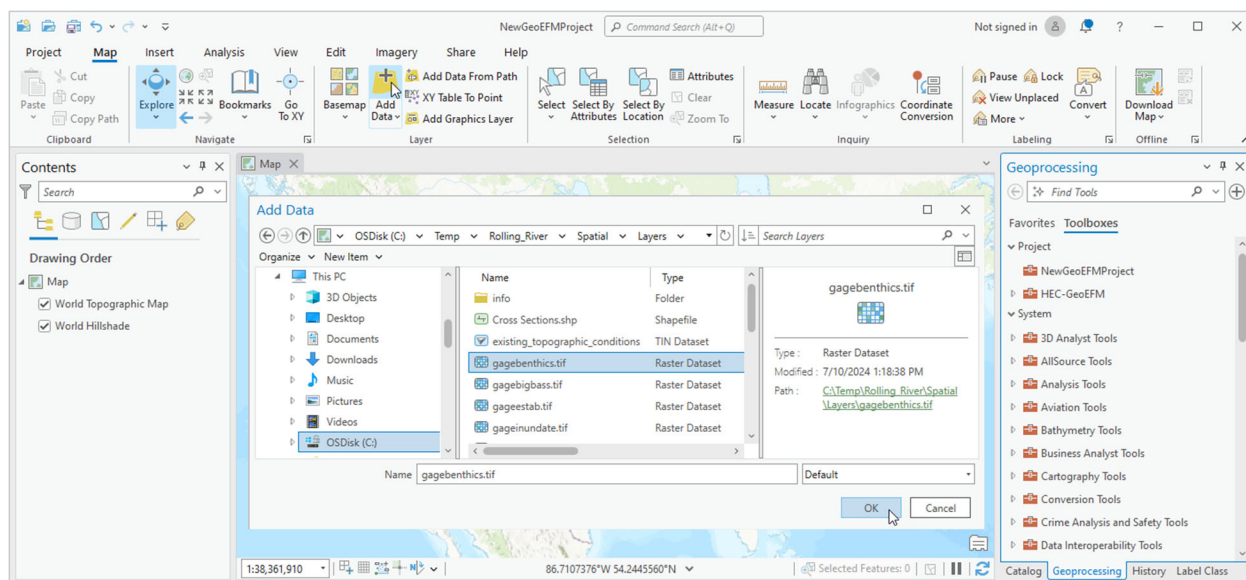 NewGeoEFMProject
Command Search (Alt+Q)
Not signed in
?
Project Map Insert Analysis View Edit Imagery Share Help
Paste
Cut
Copy
Copy Path
Clipboard
Explore
Bookmarks
Go To XY
Navigate
Basemap
Add Data
Add Data From Path
XY Table To Point
Add Graphics Layer
Layer
Select
Select By Attributes
Select By Location
Attributes
Clear
Zoom To
Selection
Measure
Locate
Infographics
Coordinate Conversion
Inquiry
Pause Lock
View Unplaced
More
Convert
Labeling
Download Map
Offline
Contents
Search
Drawing Order
Map
World Topographic Map
World Hillshade
Map
Add Data
OSDisk (C:) Temp Rolling_River Spatial Layers
Search Layers
Organize New Item
This PC
3D Objects
Desktop
Documents
Downloads
Music
Pictures
Videos
OSDisk (C:)
Name Type
info Folder
Cross Sections.shp Shapefile
existing_topographic_conditions TIN Dataset
gagebenthics.tif Raster Dataset
gagebigbass.tif Raster Dataset
gageestab.tif Raster Dataset
gageinundate.tif Raster Dataset
gagebenthics.tif
Type : Raster Dataset
Modified : 7/10/2024 1:18:38 PM
Path : C:\Temp\Rolling_River\Spatial
\Layers\gagebenthics.tif
Name gagebenthics.tif Default
OK Cancel
1:38,361,910
86.7107376°W 54.2445560°N
Selected Features: 0
Geoprocessing
Find Tools
Favorites Toolboxes
Project
NewGeoEFMProject
HEC-GeoEFM
System
3D Analyst Tools
AllSource Tools
Analysis Tools
Aviation Tools
Bathymetry Tools
Business Analyst Tools
Cartography Tools
Conversion Tools
Crime Analysis and Safety Tools
Data Interoperability Tools
Catalog Geoprocessing History Label Class